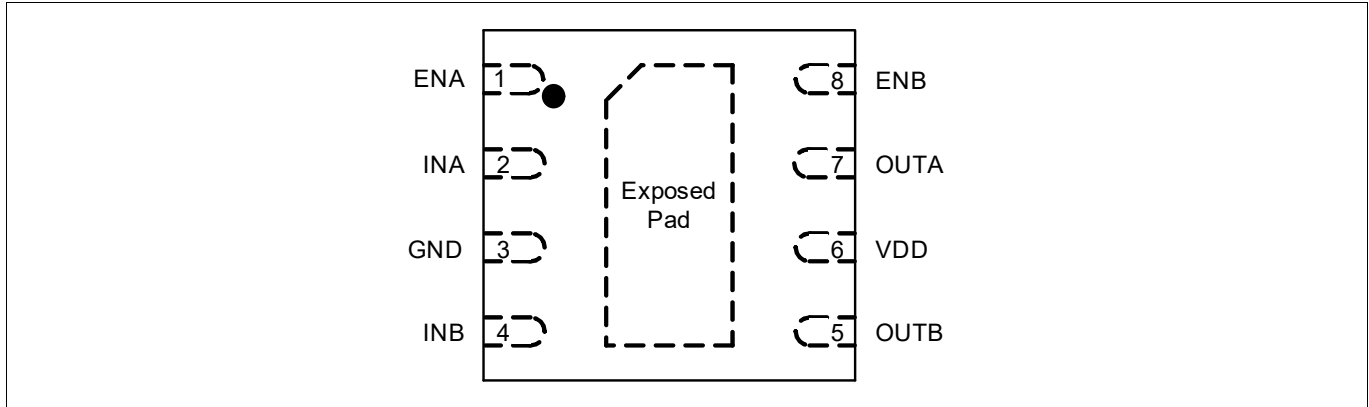 ENA 1 8 ENB
INA 2 7 OUTA
Exposed
Pad
GND 3 6 VDD
INB 4 5 OUTB